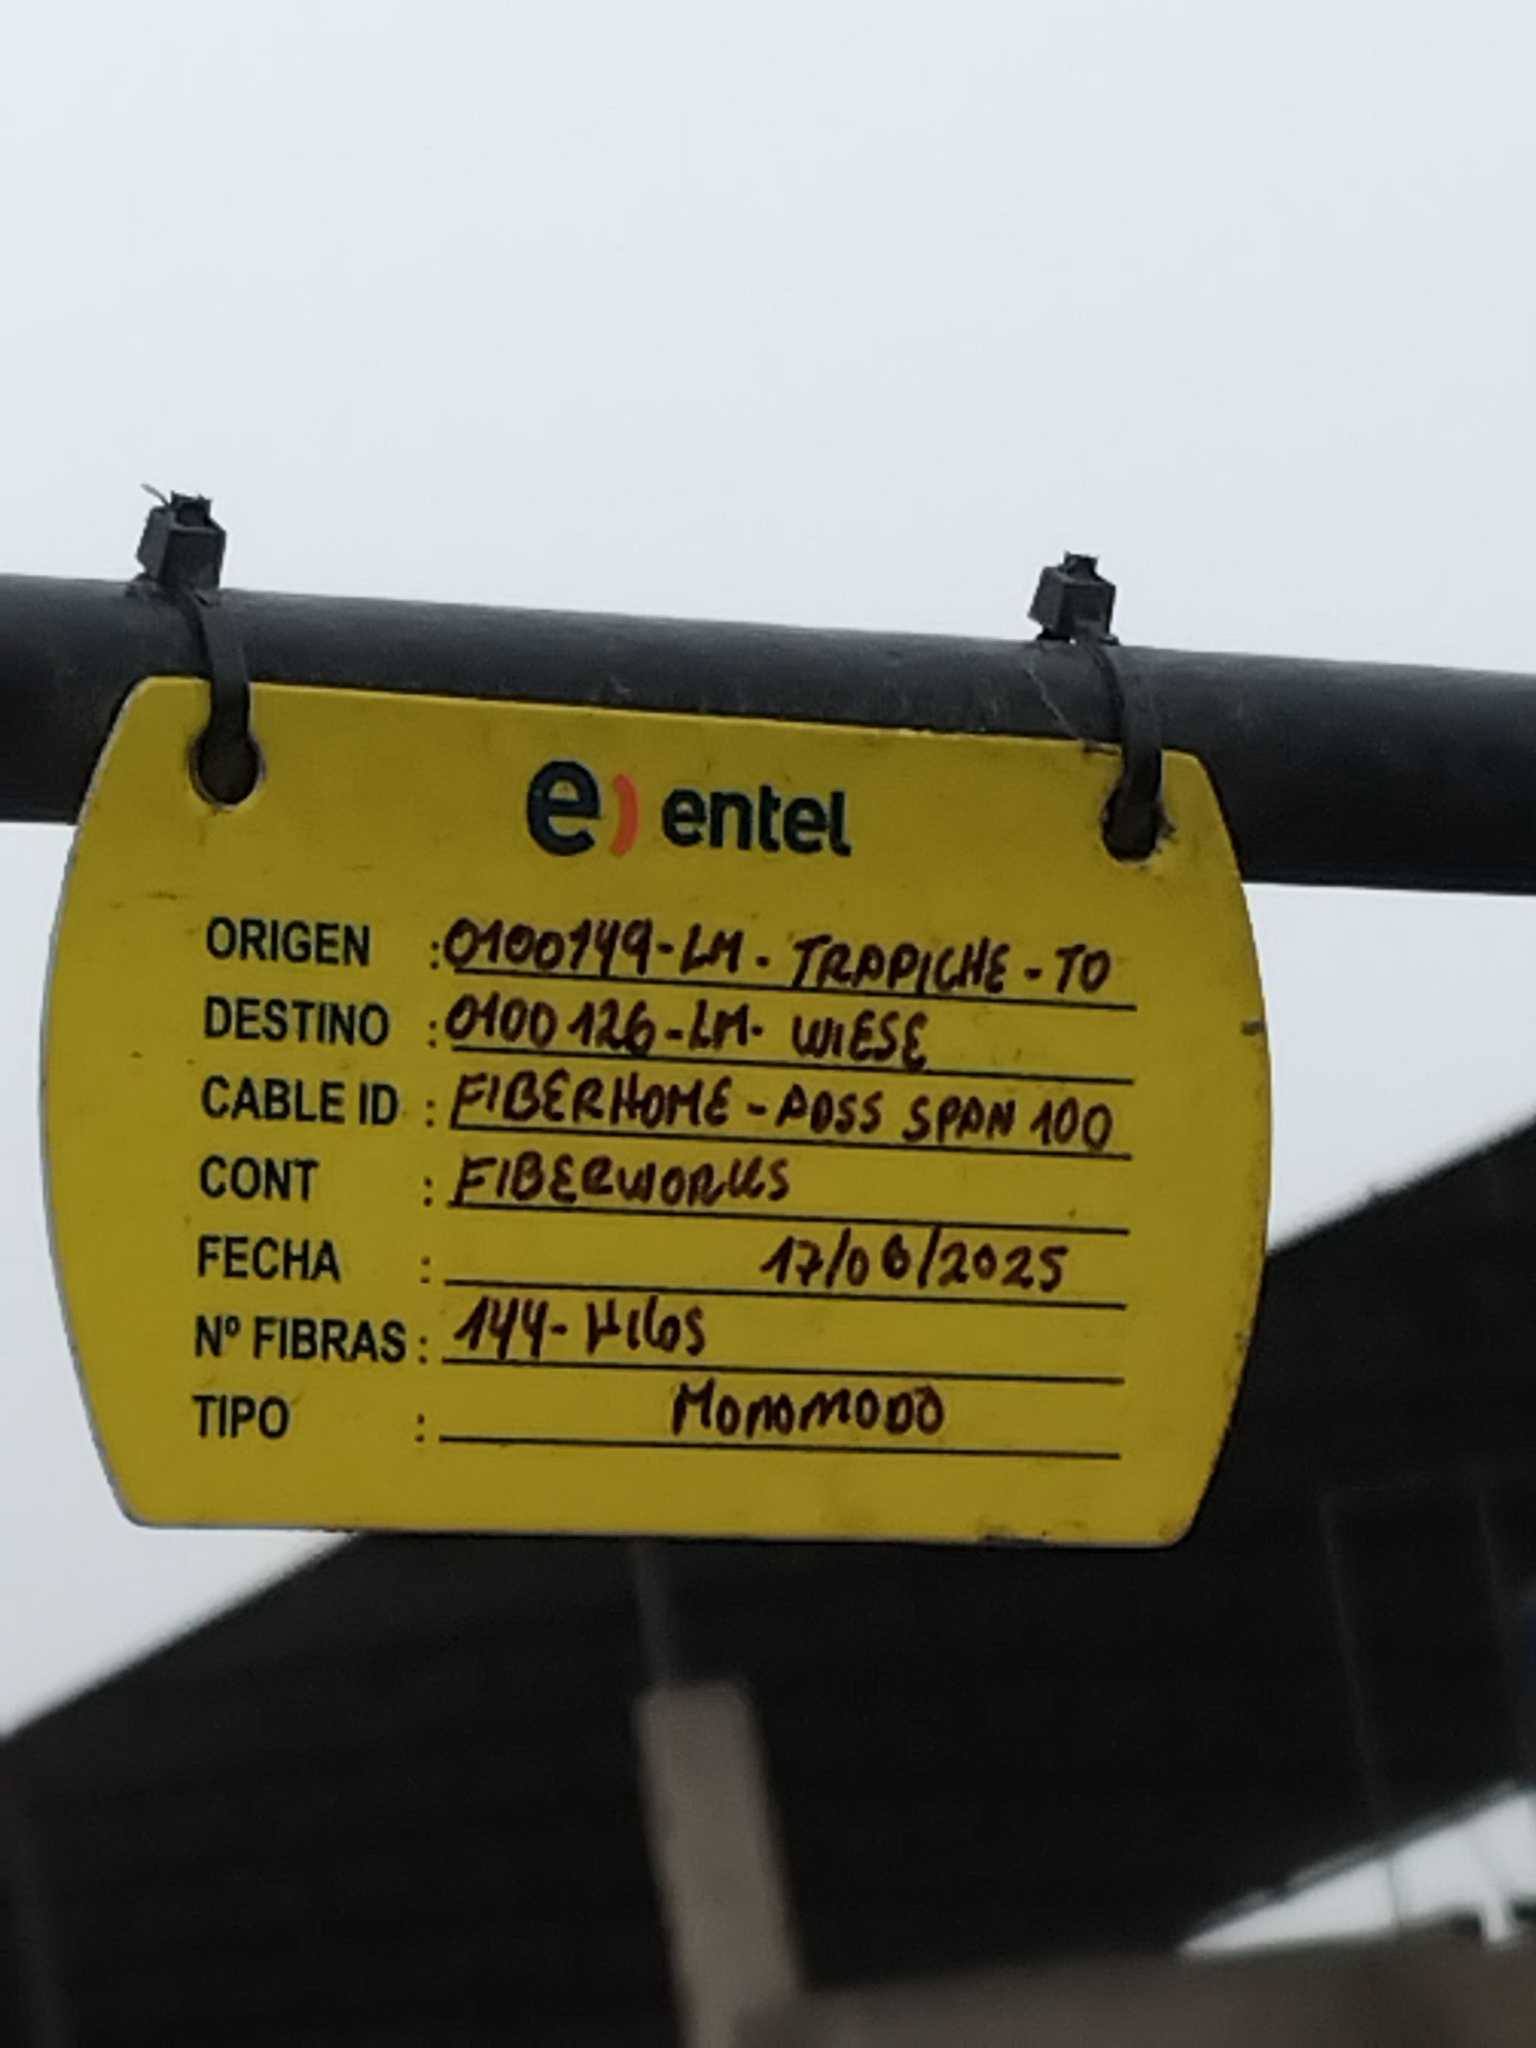 e) entel
ORIGEN : 0100149-LM- TRAPICHE-TO
DESTINO : 0100126-LM- WIESE
CABLE ID : FIBERHOME-ADSS SPAN 100
CONT : FIBERWORKS
FECHA : 17/06/2025
Nº FIBRAS : 144-Hilos
TIPO : MONOMODO